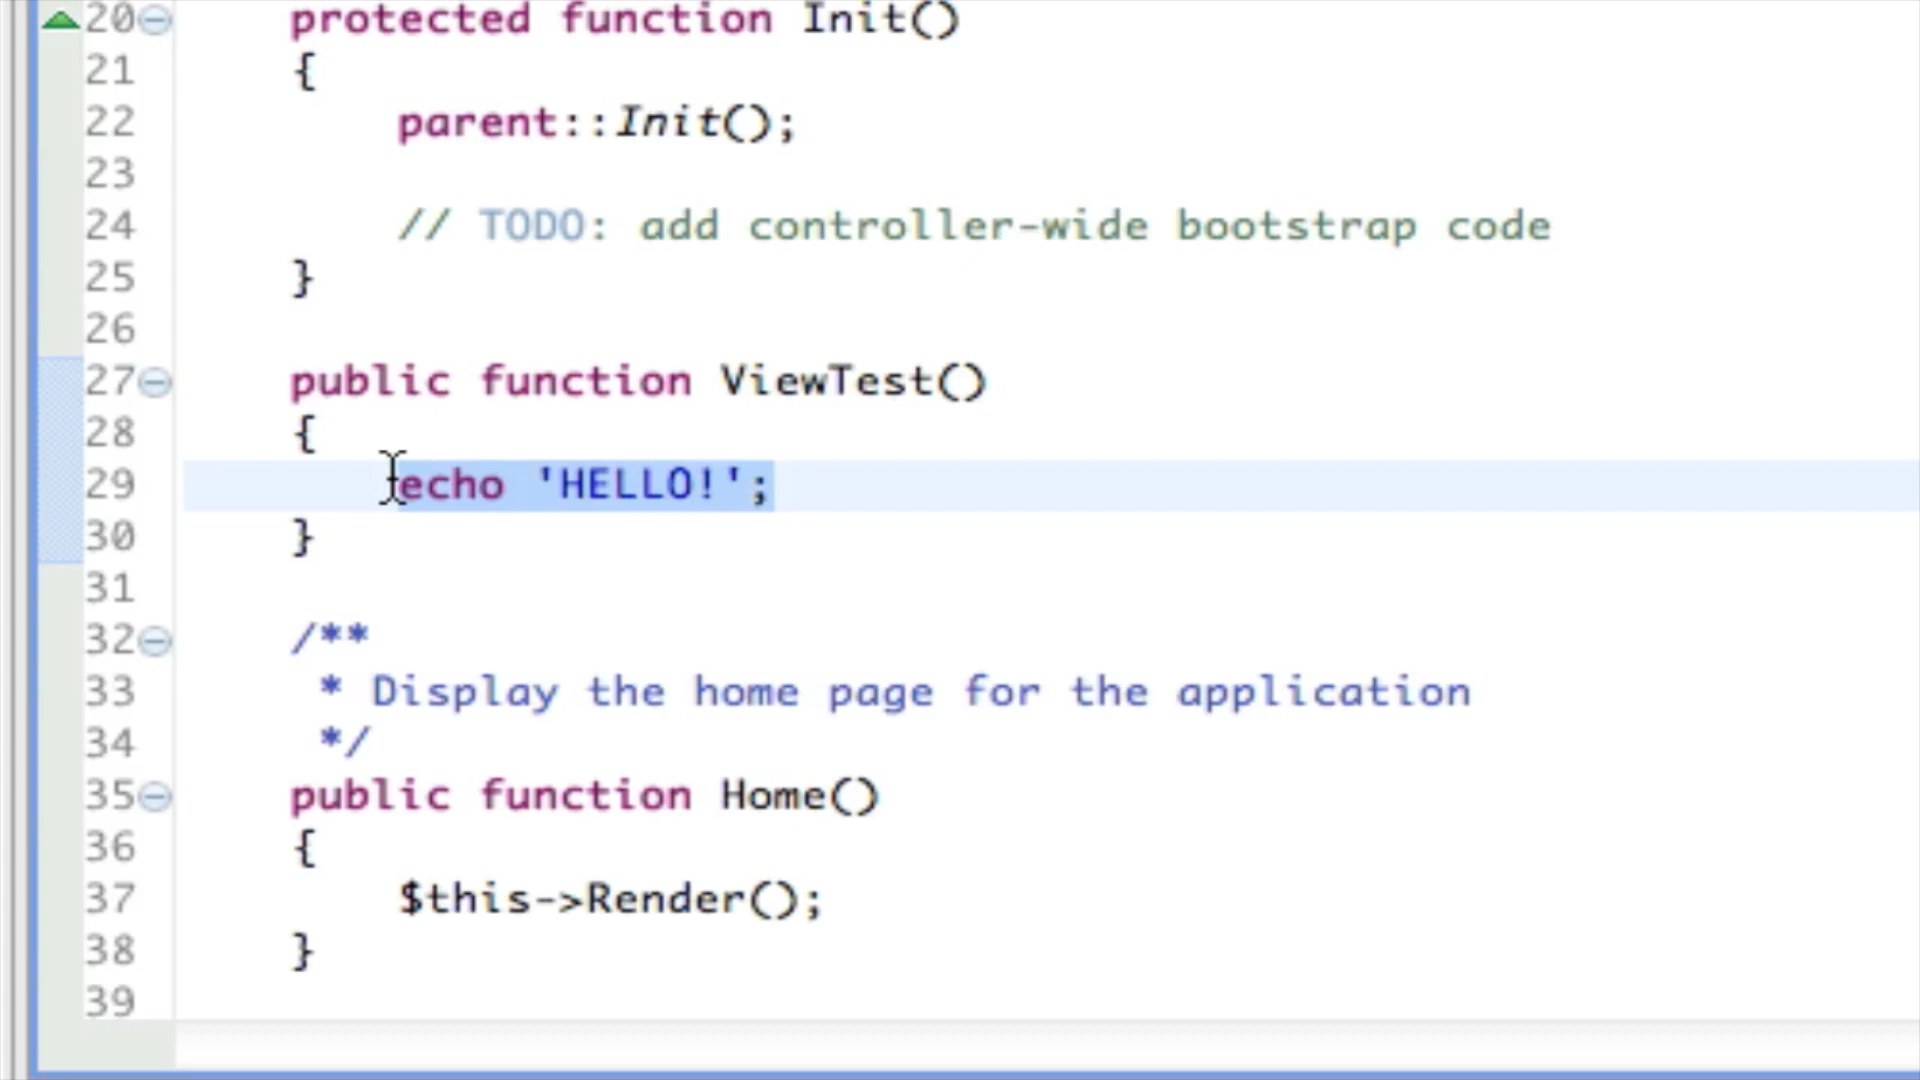 20 protected function Init()
21 {
22 parent::Init();
23
24 // TODO: add controller-wide bootstrap code
25 }
26
27 public function ViewTest()
28 {
29 echo 'HELLO!';
30 }
31
32 /**
33 * Display the home page for the application
34 */
35 public function Home()
36 {
37 $this->Render();
38 }
39